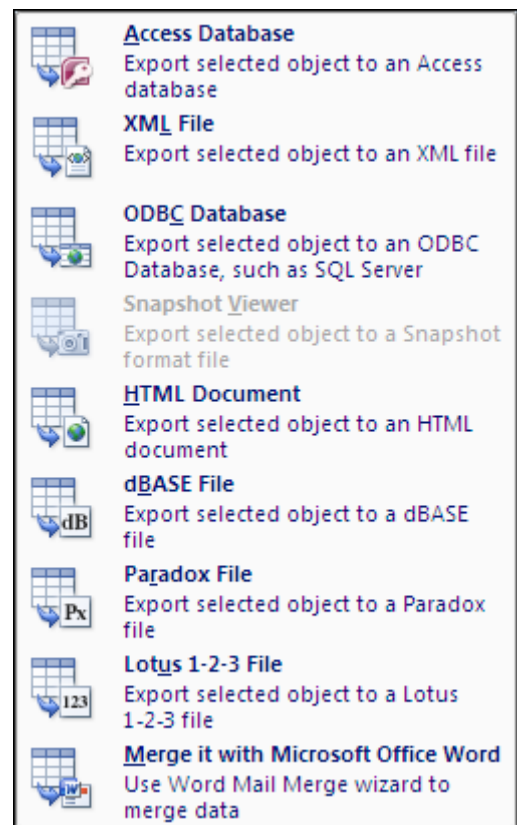 Access Database
Export selected object to an Access
database
XML File
Export selected object to an XML file
ODBC Database
Export selected object to an ODBC
Database, such as SQL Server
Snapshot Viewer
Export selected object to a Snapshot
format file
HTML Document
Export selected object to an HTML
document
dBASE File
Export selected object to a dBASE
file
dB
Paradox File
Export selected object to a Paradox
file
Px
Lotus 1-2-3 File
Export selected object to a Lotus
1-2-3 file
123
Merge it with Microsoft Office Word
Use Word Mail Merge wizard to
merge data